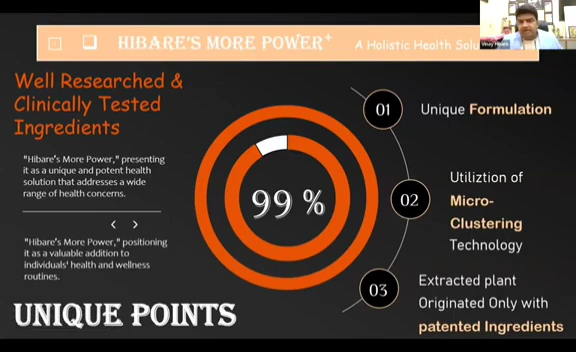 HIBARE'S MORE POWER+
A Holistic Health
Vinay Hibare
Well Researched &
Clinically Tested
Ingredients
"Hibare's More Power," presenting
it as a unique and potent health
solution that addresses a wide
range of health concerns.
"Hibare's More Power," positioning
it as a valuable addition to
individuals' health and wellness
routines.
UNIQUE POINTS
99 %
01
Unique Formulation
02
Utiliztion of
Micro-
Clustering
Technology
03
Extracted plant
Originated Only with
patented Ingredients